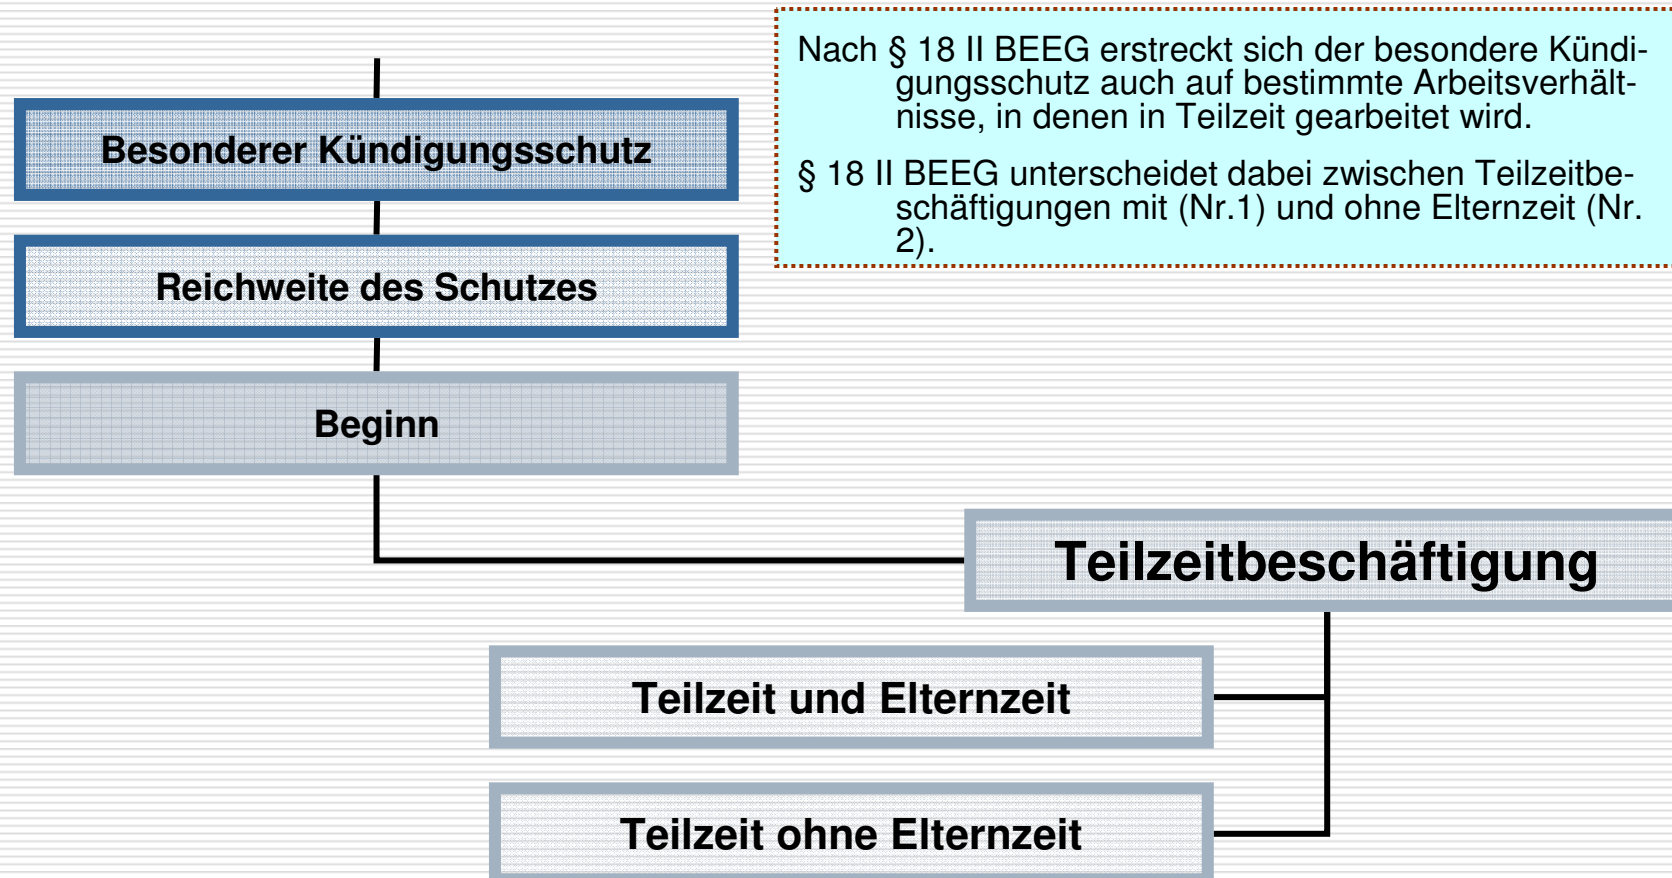 Nach § 18 II BEEG erstreckt sich der besondere Kündi-
gungsschutz auch auf bestimmte Arbeitsverhält-
nisse, in denen in Teilzeit gearbeitet wird.
§ 18 II BEEG unterscheidet dabei zwischen Teilzeitbe-
schäftigungen mit (Nr.1) und ohne Elternzeit (Nr.
2).
Besonderer Kündigungsschutz
Reichweite des Schutzes
Beginn
Teilzeitbeschäftigung
Teilzeit und Elternzeit
Teilzeit ohne Elternzeit